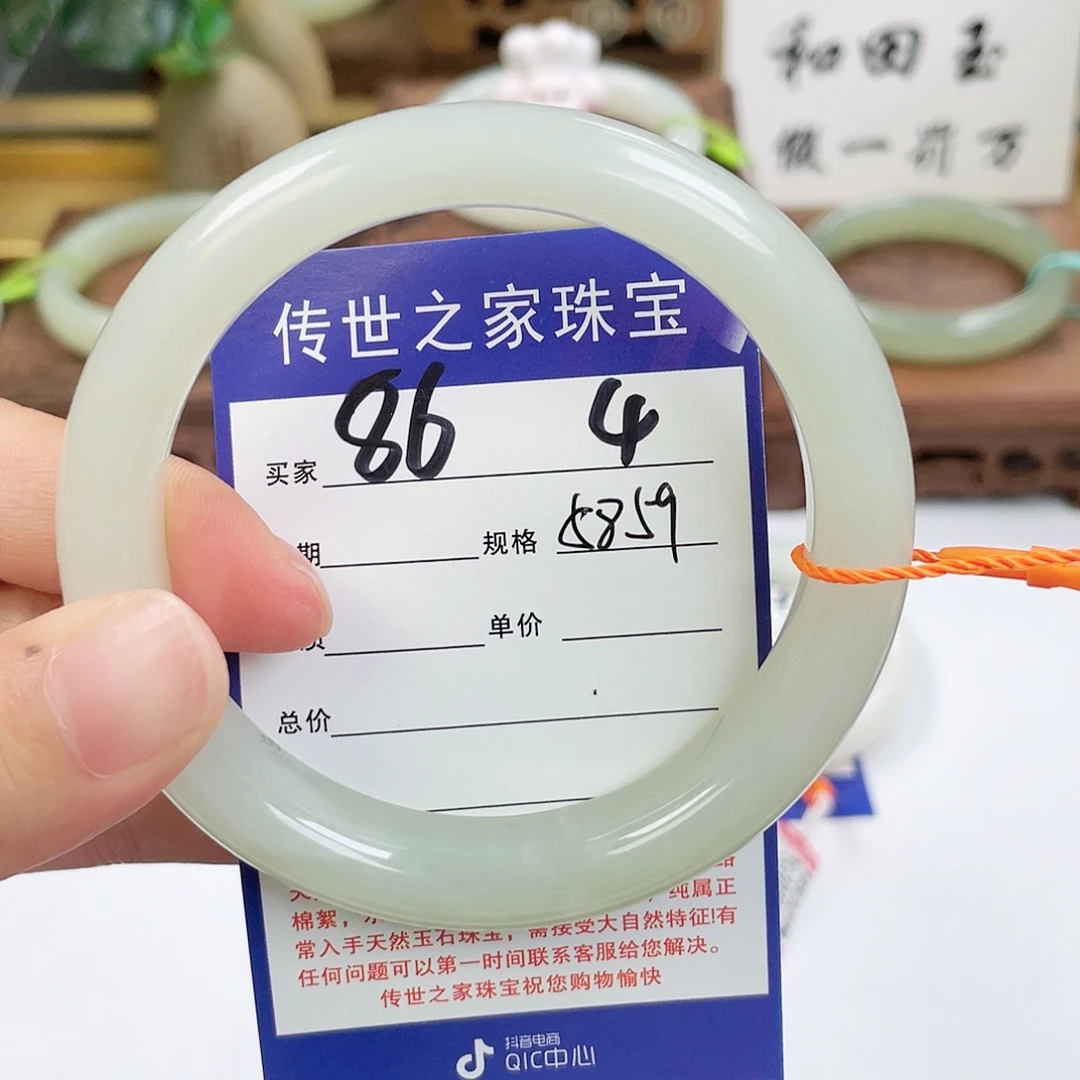 和田玉
假一罚万
传世之家珠宝
买家 86 4
期 规格 5859
单价
总价
纯属正
棉絮，
常入手天然玉石珠宝，需接受大自然特征!有
任何问题可以第一时间联系客服给您解决。
传世之家珠宝祝您购物愉快
抖音电商
QIC中心